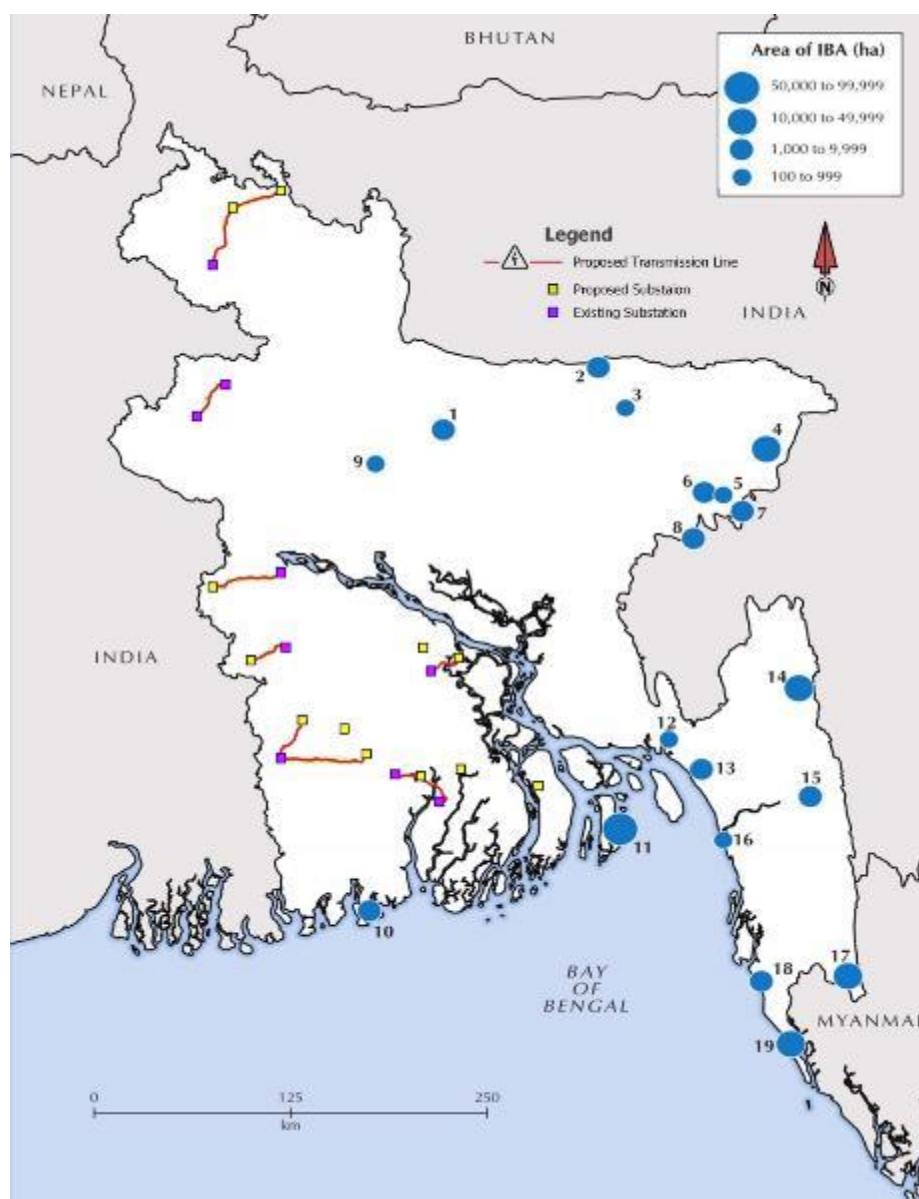 BHUTAN
NEPAL
Area of IBA (ha)
50,000 to 99,999
10,000 to 49,999
1,000 to 9,999
100 to 999
Legend
Proposed Transmission Line
Proposed Substaion
Existing Substation
N
INDIA
2
3
1
4
9
6
5
7
8
INDIA
14
12
13
15
11
16
10
BAY
OF
BENGAL
18
17
MYANMAR
19
0
125
250
km